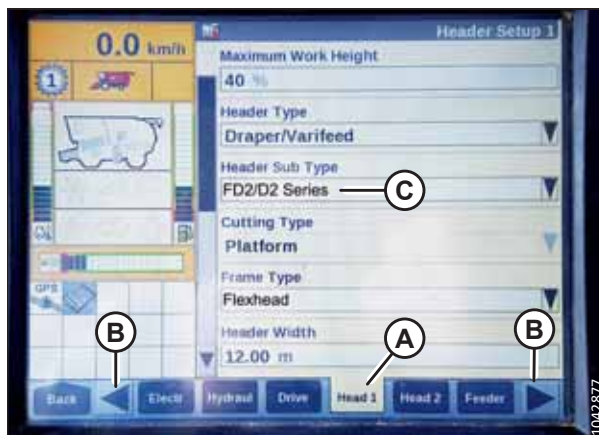 0.0 km/h
Header Setup 1
Maximum Work Height
40 %
1
Header Type
Draper/Varifeed
Header Sub Type
FD2/D2 Series
C
Cutting Type
Platform
Frame Type
GPS
Flexhead
B
A
B
Header Width
12.00 m
Back
Electr
Hydraul
Drive
Head 1
Head 2
Feeder
1042877